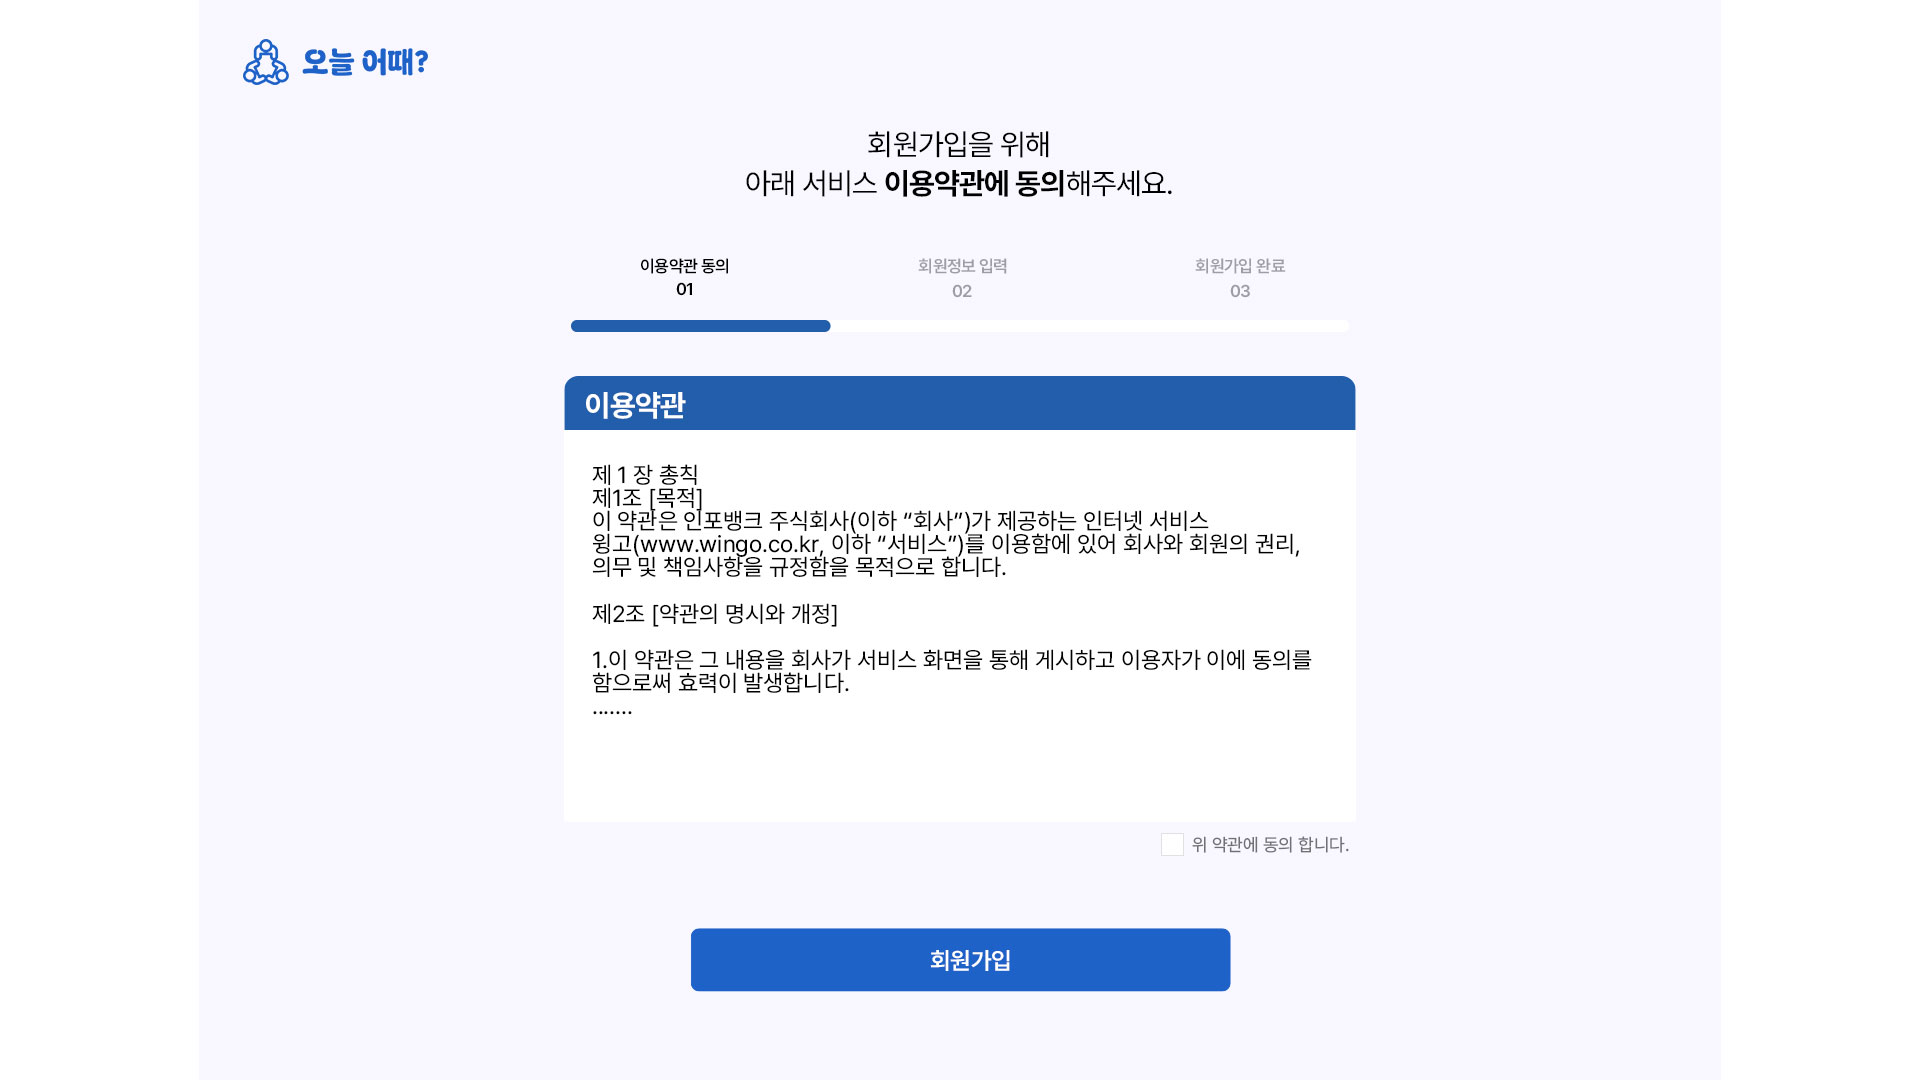 오늘 어때?
회원가입을 위해
아래 서비스 이용약관에 동의해주세요.
이용약관 동의
01
회원정보 입력
02
회원가입 완료
03
이용약관
제 1 장 총칙
제1조 [목적]
이 약관은 인포뱅크 주식회사(이하 “회사”)가 제공하는 인터넷 서비스
윙고(www.wingo.co.kr, 이하 “서비스”)를 이용함에 있어 회사와 회원의 권리,
의무 및 책임사항을 규정함을 목적으로 합니다.
제2조 [약관의 명시와 개정]
1.이 약관은 그 내용을 회사가 서비스 화면을 통해 게시하고 이용자가 이에 동의를
함으로써 효력이 발생합니다.
.......
위 약관에 동의 합니다.
회원가입